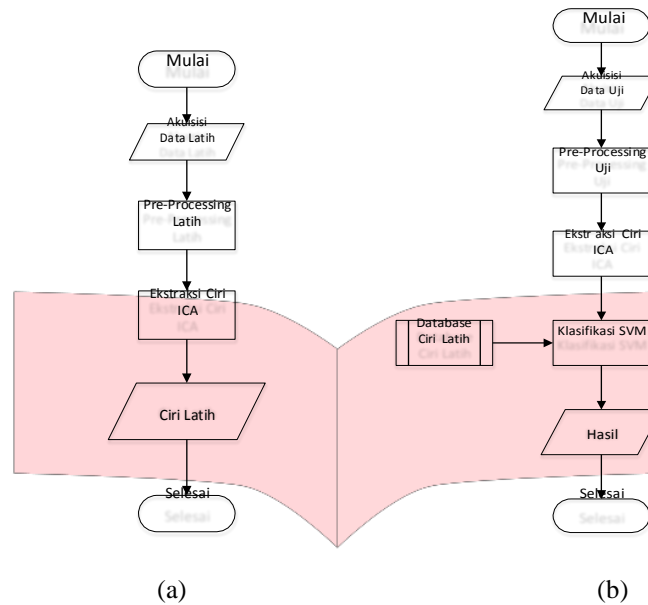 Mulai
Akuisisi
Data Latih
Pre-Processing
Latih
Ekstraksi Ciri
ICA
Ciri Latih
Selesai
(a)
Mulai
Akuisisi
Data Uji
Pre-Processing
Uji
Ekstraksi Ciri
ICA
Database
Ciri Latih
Klasifikasi SVM
Hasil
Selesai
(b)